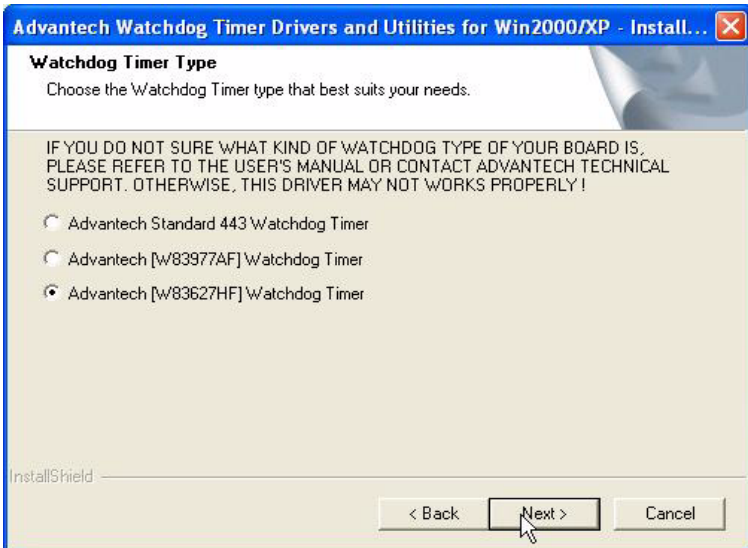 Advantech Watchdog Timer Drivers and Utilities for Win2000/XP - Install...
Watchdog Timer Type
Choose the Watchdog Timer type that best suits your needs.
IF YOU DO NOT SURE WHAT KIND OF WATCHDOG TYPE OF YOUR BOARD IS,
PLEASE REFER TO THE USER'S MANUAL OR CONTACT ADVANTECH TECHNICAL
SUPPORT. OTHERWISE, THIS DRIVER MAY NOT WORKS PROPERLY !
Advantech Standard 443 Watchdog Timer
Advantech [W83977AF] Watchdog Timer
Advantech [W83627HF] Watchdog Timer
InstallShield
< Back
Next >
Cancel